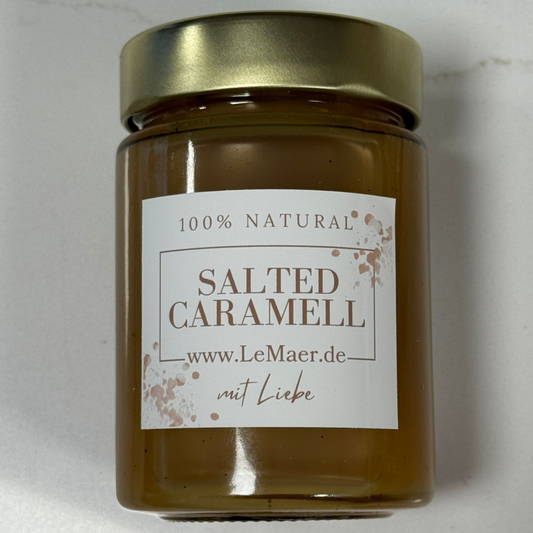 100% NATURAL
SALTED
CARAMELL
www.LeMaer.de
mit Liebe